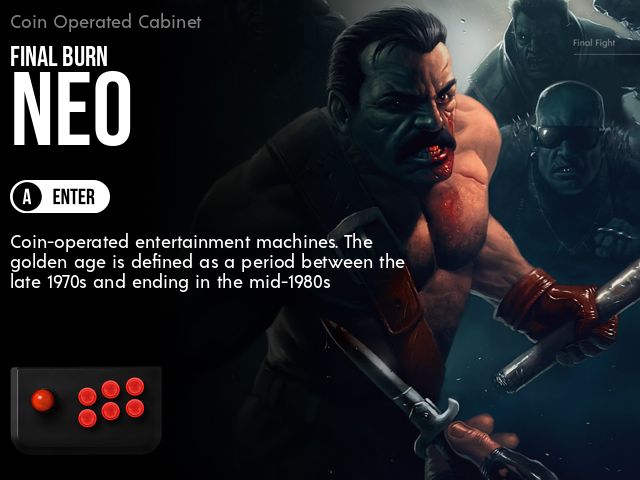 Coin Operated Cabinet
Final Fight
FINAL BURN
NEO
A ENTER
Coin-operated entertainment machines. The
golden age is defined as a period between the
late 1970s and ending in the mid-1980s